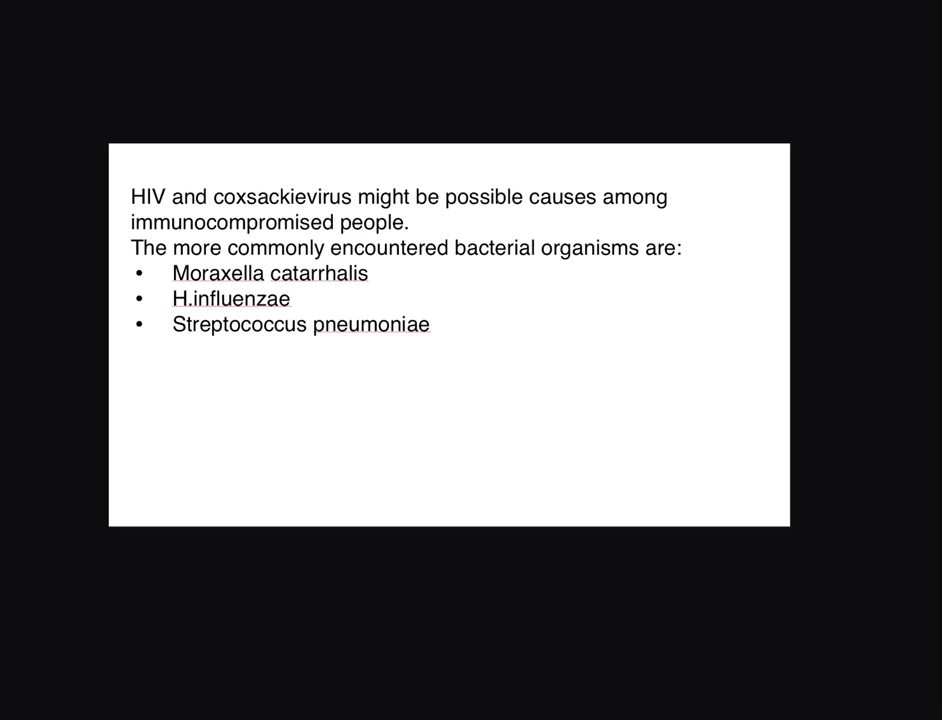 HIV and coxsackievirus might be possible causes among
immunocompromised people.
The more commonly encountered bacterial organisms are:
• Moraxella catarrhalis
• H.influenzae
• Streptococcus pneumoniae